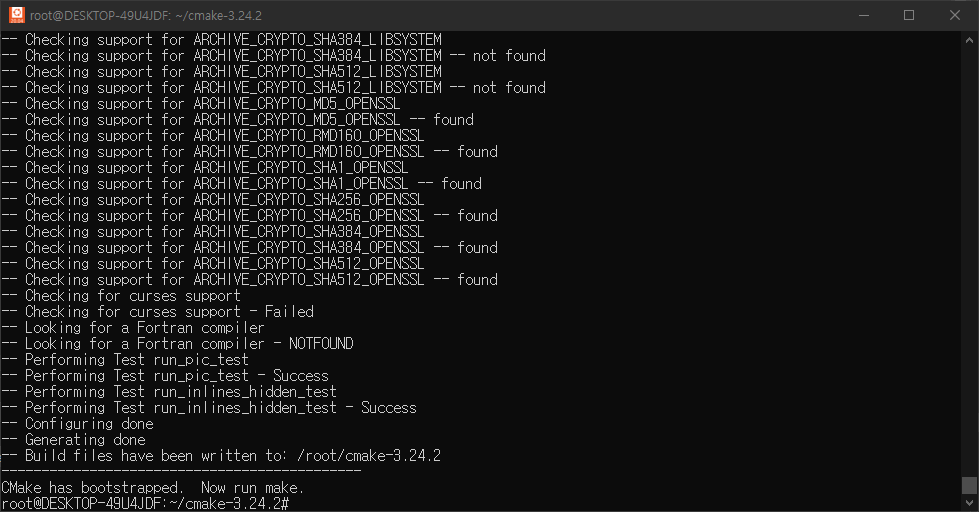 root@DESKTOP-49U4JDF: ~/cmake-3.24.2
-- Checking support for ARCHIVE_CRYPTO_SHA384_LIBSYSTEM
-- Checking support for ARCHIVE_CRYPTO_SHA384_LIBSYSTEM -- not found
-- Checking support for ARCHIVE_CRYPTO_SHA512_LIBSYSTEM
-- Checking support for ARCHIVE_CRYPTO_SHA512_LIBSYSTEM -- not found
-- Checking support for ARCHIVE_CRYPTO_MD5_OPENSSL
-- Checking support for ARCHIVE_CRYPTO_MD5_OPENSSL -- found
-- Checking support for ARCHIVE_CRYPTO_RMD160_OPENSSL
-- Checking support for ARCHIVE_CRYPTO_RMD160_OPENSSL -- found
-- Checking support for ARCHIVE_CRYPTO_SHA1_OPENSSL
-- Checking support for ARCHIVE_CRYPTO_SHA1_OPENSSL -- found
-- Checking support for ARCHIVE_CRYPTO_SHA256_OPENSSL
-- Checking support for ARCHIVE_CRYPTO_SHA256_OPENSSL -- found
-- Checking support for ARCHIVE_CRYPTO_SHA384_OPENSSL
-- Checking support for ARCHIVE_CRYPTO_SHA384_OPENSSL -- found
-- Checking support for ARCHIVE_CRYPTO_SHA512_OPENSSL
-- Checking support for ARCHIVE_CRYPTO_SHA512_OPENSSL -- found
-- Checking for curses support
-- Checking for curses support - Failed
-- Looking for a Fortran compiler
-- Looking for a Fortran compiler - NOTFOUND
-- Performing Test run_pic_test
-- Performing Test run_pic_test - Success
-- Performing Test run_inlines_hidden_test
-- Performing Test run_inlines_hidden_test - Success
-- Configuring done
-- Generating done
-- Build files have been written to: /root/cmake-3.24.2
---------------------------------------------
CMake has bootstrapped.  Now run make.
root@DESKTOP-49U4JDF:~/cmake-3.24.2#